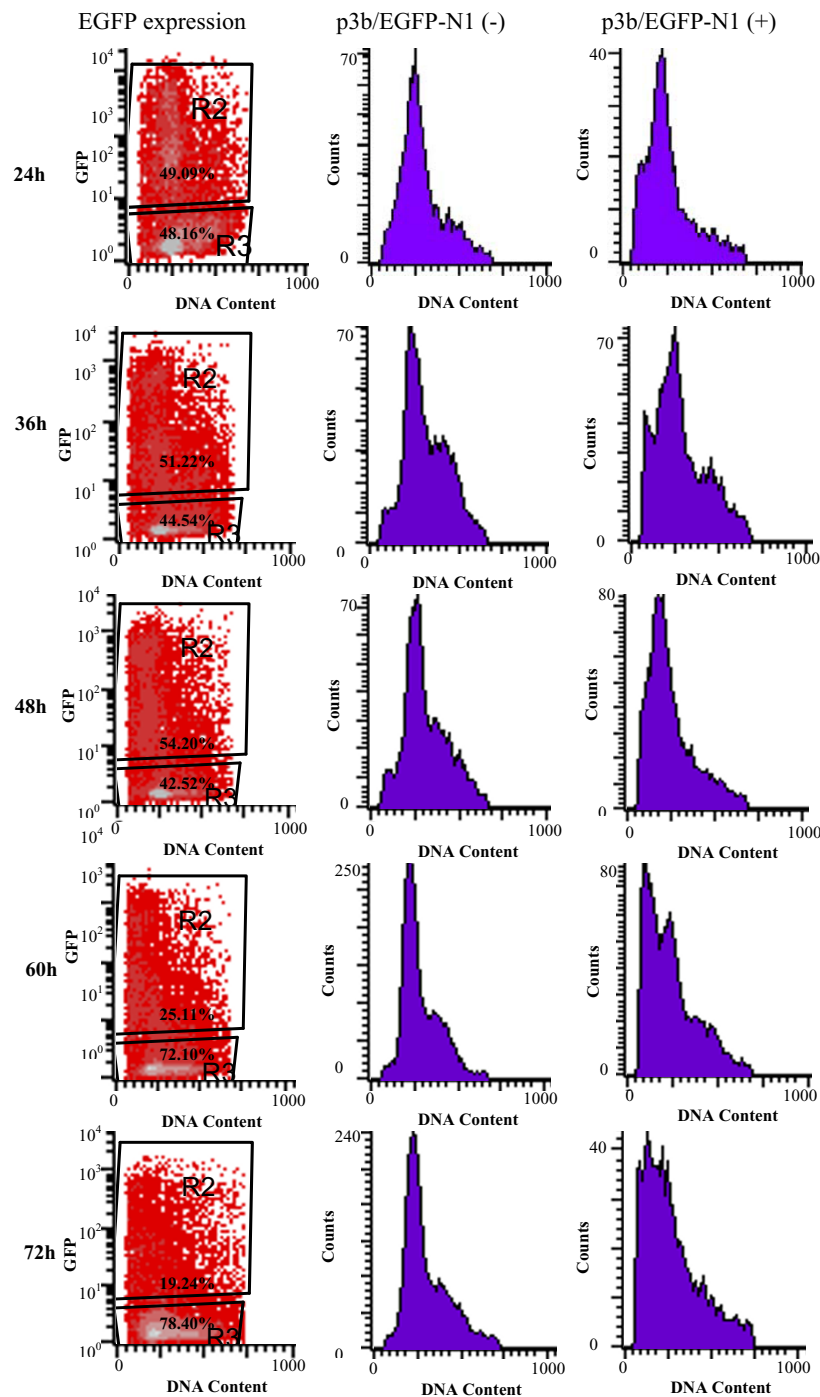 EGFP expression p3b/EGFP-N1 (-) p3b/EGFP-N1 (+)
24h
GFP
10⁴
10³
10²
10¹
10⁰
R2
49.09%
48.16%
R3
0 1000
DNA Content
Counts
70
0
0 1000
DNA Content
Counts
40
0
0 1000
DNA Content
36h
GFP
10⁴
10³
10²
10¹
10⁰
R2
51.22%
44.54%
R3
0 1000
DNA Content
Counts
70
0
0 1000
DNA Content
Counts
70
0
0 1000
DNA Content
48h
GFP
10⁴
10³
10²
10¹
10⁰
R2
54.20%
42.52%
R3
0 1000
DNA Content
Counts
70
0
0 1000
DNA Content
Counts
80
0
0 1000
DNA Content
60h
GFP
10⁴
10³
10²
10¹
10⁰
R2
25.11%
72.10%
R3
0 1000
DNA Content
Counts
250
0
0 1000
DNA Content
Counts
80
0
0 1000
DNA Content
72h
GFP
10⁴
10³
10²
10¹
10⁰
R2
19.24%
78.40%
R3
0 1000
DNA Content
Counts
240
0
0 1000
DNA Content
Counts
40
0
0 1000
DNA Content